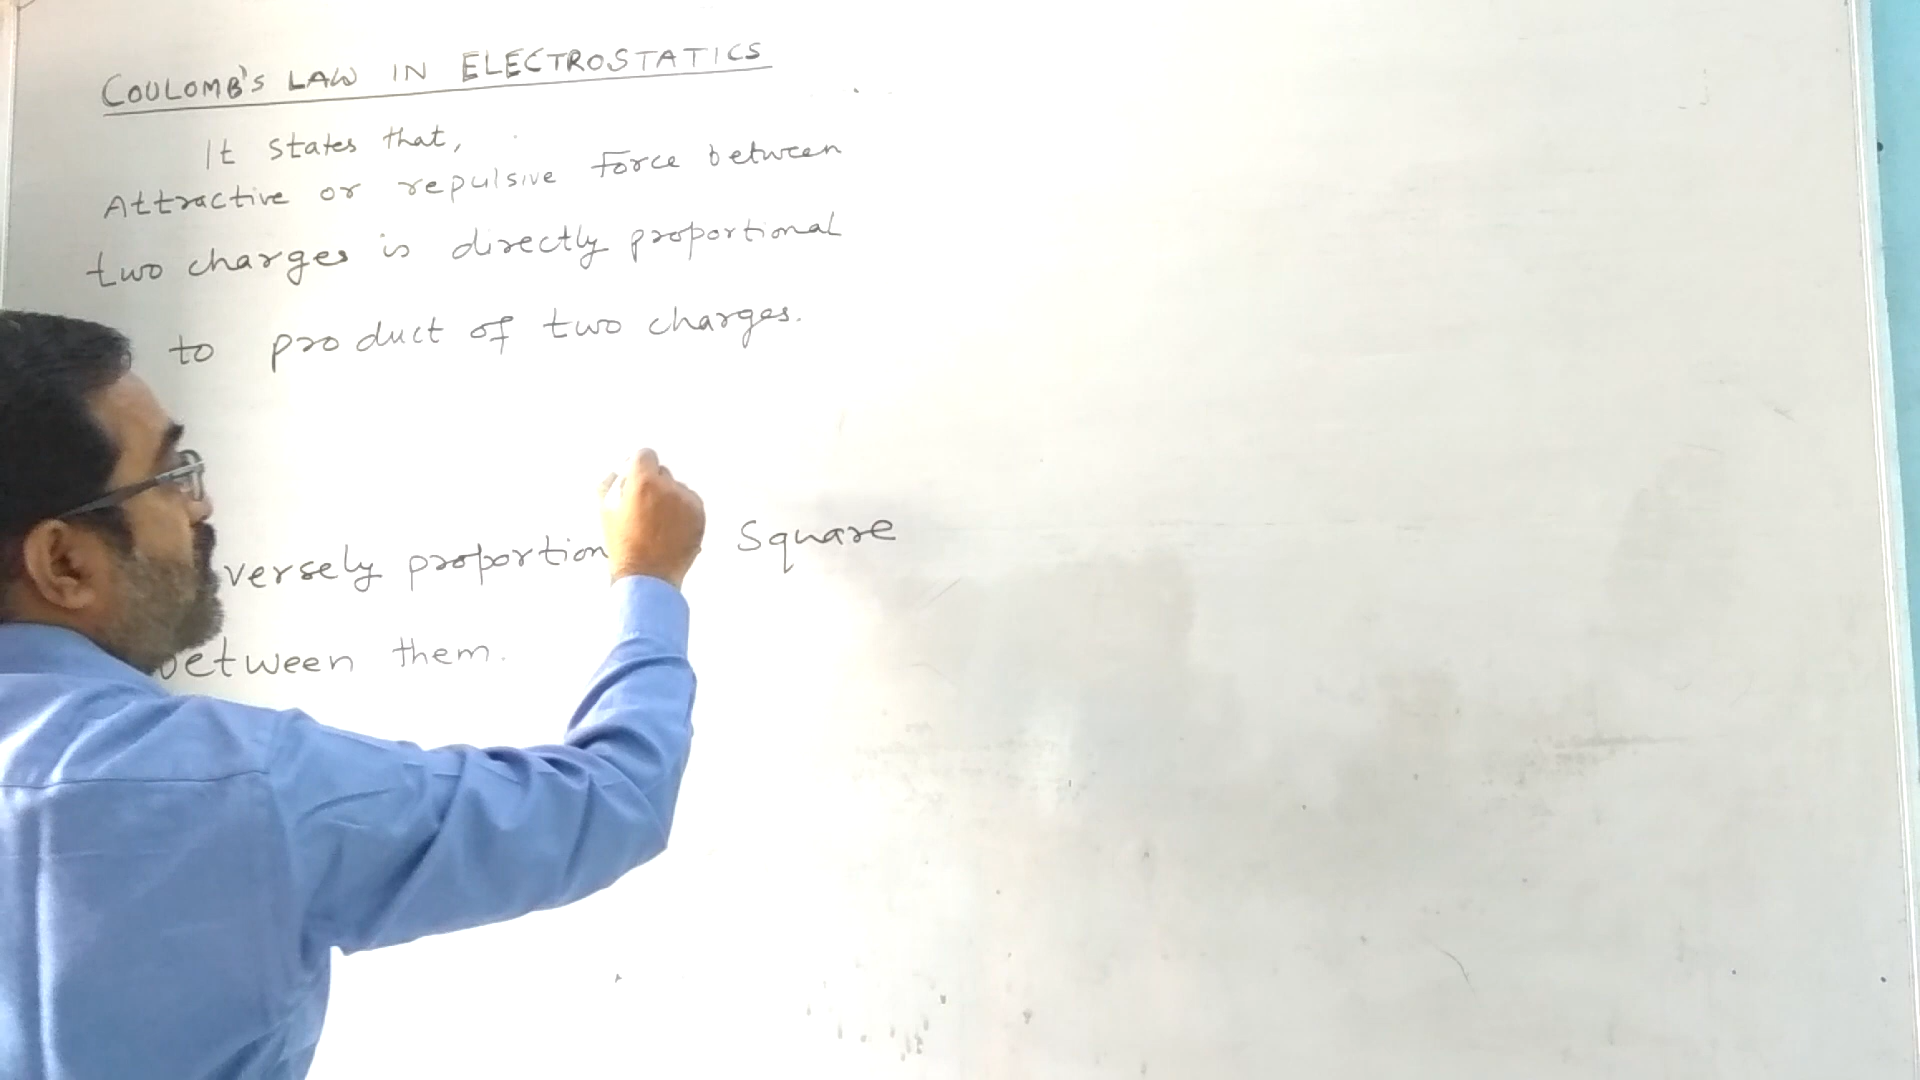 COULOMB'S LAW IN ELECTROSTATICS
It states that,
Attractive or repulsive Force between
two charges is directly proportional
to product of two charges.
versely proportion Square
between them.